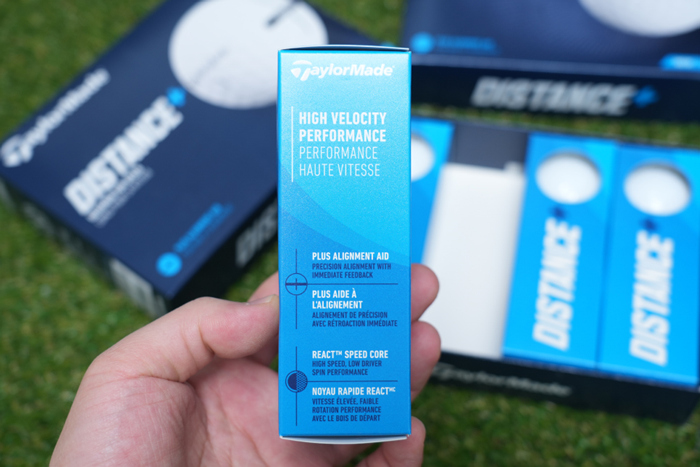 TaylorMade
HIGH VELOCITY
PERFORMANCE
PERFORMANCE
HAUTE VITESSE
PLUS ALIGNMENT AID
PRECISION ALIGNMENT WITH
IMMEDIATE FEEDBACK
PLUS AIDE À
L'ALIGNEMENT
ALIGNEMENT DE PRÉCISION
AVEC RÉTROACTION IMMÉDIATE
REACT™ SPEED CORE
HIGH SPEED, LOW DRIVER
SPIN PERFORMANCE
NOYAU RAPIDE REACTᴹᶜ
VITESSE ÉLEVÉE, FAIBLE
ROTATION PERFORMANCE
AVEC LE BOIS DE DÉPART
TaylorMade
DISTANCE+
DISTANCE+
DISTANCE+
DISTANCE+
TaylorMade